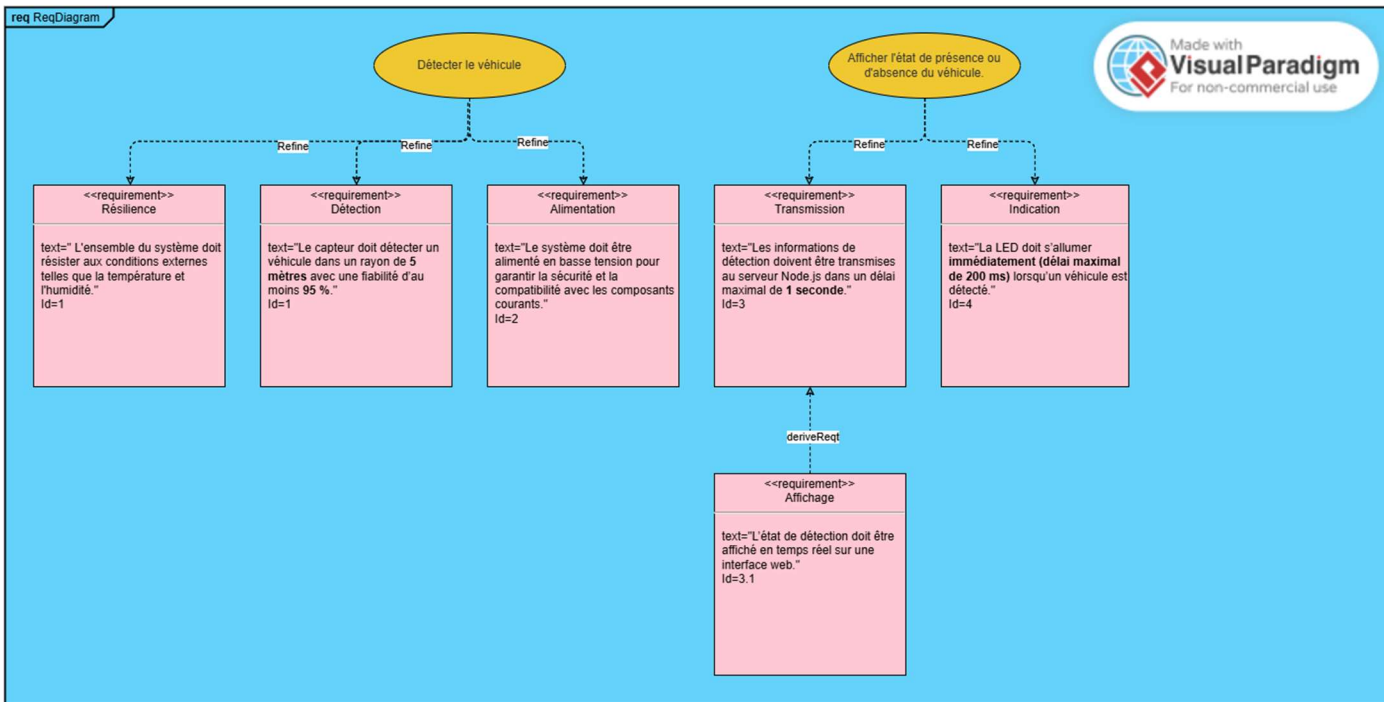 req ReqDiagram
Détecter le véhicule
Afficher l'état de présence ou
d'absence du véhicule.
Made with
VisualParadigm
For non-commercial use
Refine
Refine
Refine
Refine
Refine
<<requirement>>
Résilience
text=" L'ensemble du système doit
résister aux conditions externes
telles que la température et
l'humidité."
Id=1
<<requirement>>
Détection
text="Le capteur doit détecter un
véhicule dans un rayon de 5
mètres avec une fiabilité d'au
moins 95 %."
Id=1
<<requirement>>
Alimentation
text="Le système doit être
alimenté en basse tension pour
garantir la sécurité et la
compatibilité avec les composants
courants."
Id=2
<<requirement>>
Transmission
text="Les informations de
détection doivent être transmises
au serveur Node.js dans un délai
maximal de 1 seconde."
Id=3
<<requirement>>
Indication
text="La LED doit s’allumer
immédiatement (délai maximal
de 200 ms) lorsqu’un véhicule est
détecté."
Id=4
deriveReqt
<<requirement>>
Affichage
text="L’état de détection doit être
affiché en temps réel sur une
interface web."
Id=3.1